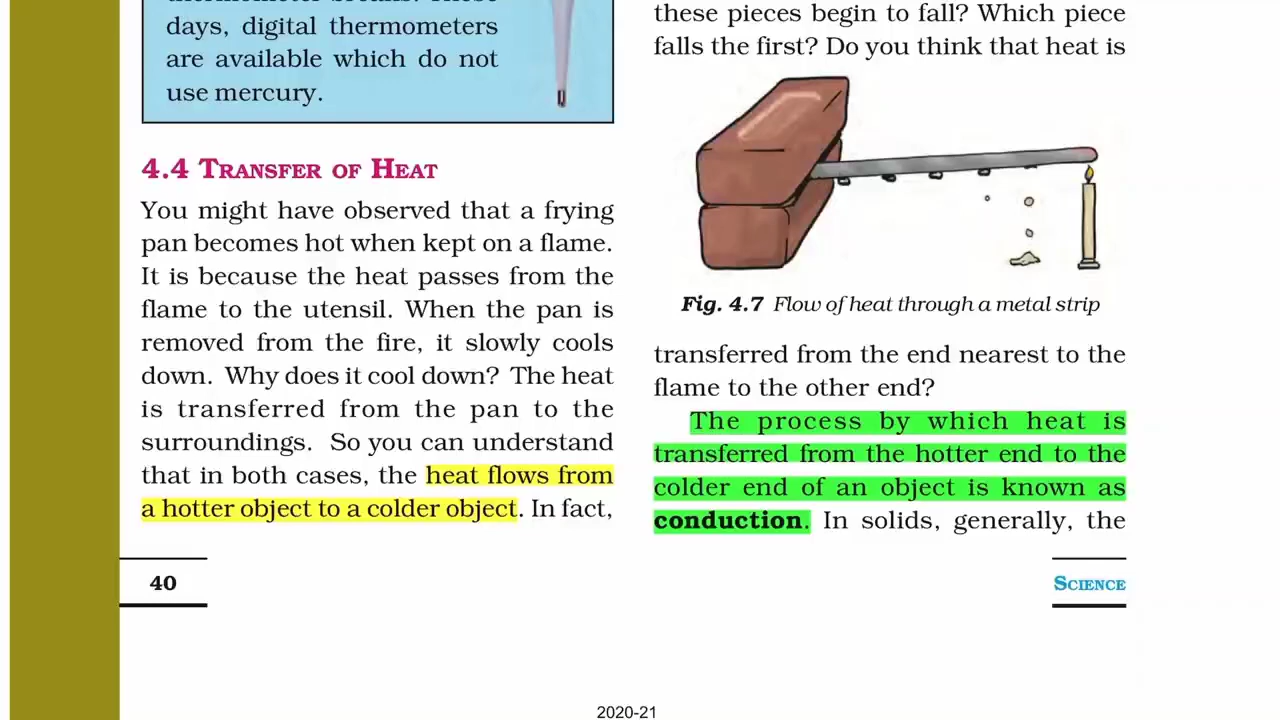 days, digital thermometers
are available which do not
use mercury.
4.4 TRANSFER OF HEAT
You might have observed that a frying
pan becomes hot when kept on a flame.
It is because the heat passes from the
flame to the utensil. When the pan is
removed from the fire, it slowly cools
down. Why does it cool down? The heat
is transferred from the pan to the
surroundings. So you can understand
that in both cases, the heat flows from
a hotter object to a colder object. In fact,
these pieces begin to fall? Which piece
falls the first? Do you think that heat is
Fig. 4.7 Flow of heat through a metal strip
transferred from the end nearest to the
flame to the other end?
The process by which heat is
transferred from the hotter end to the
colder end of an object is known as
conduction. In solids, generally, the
40
SCIENCE
2020-21